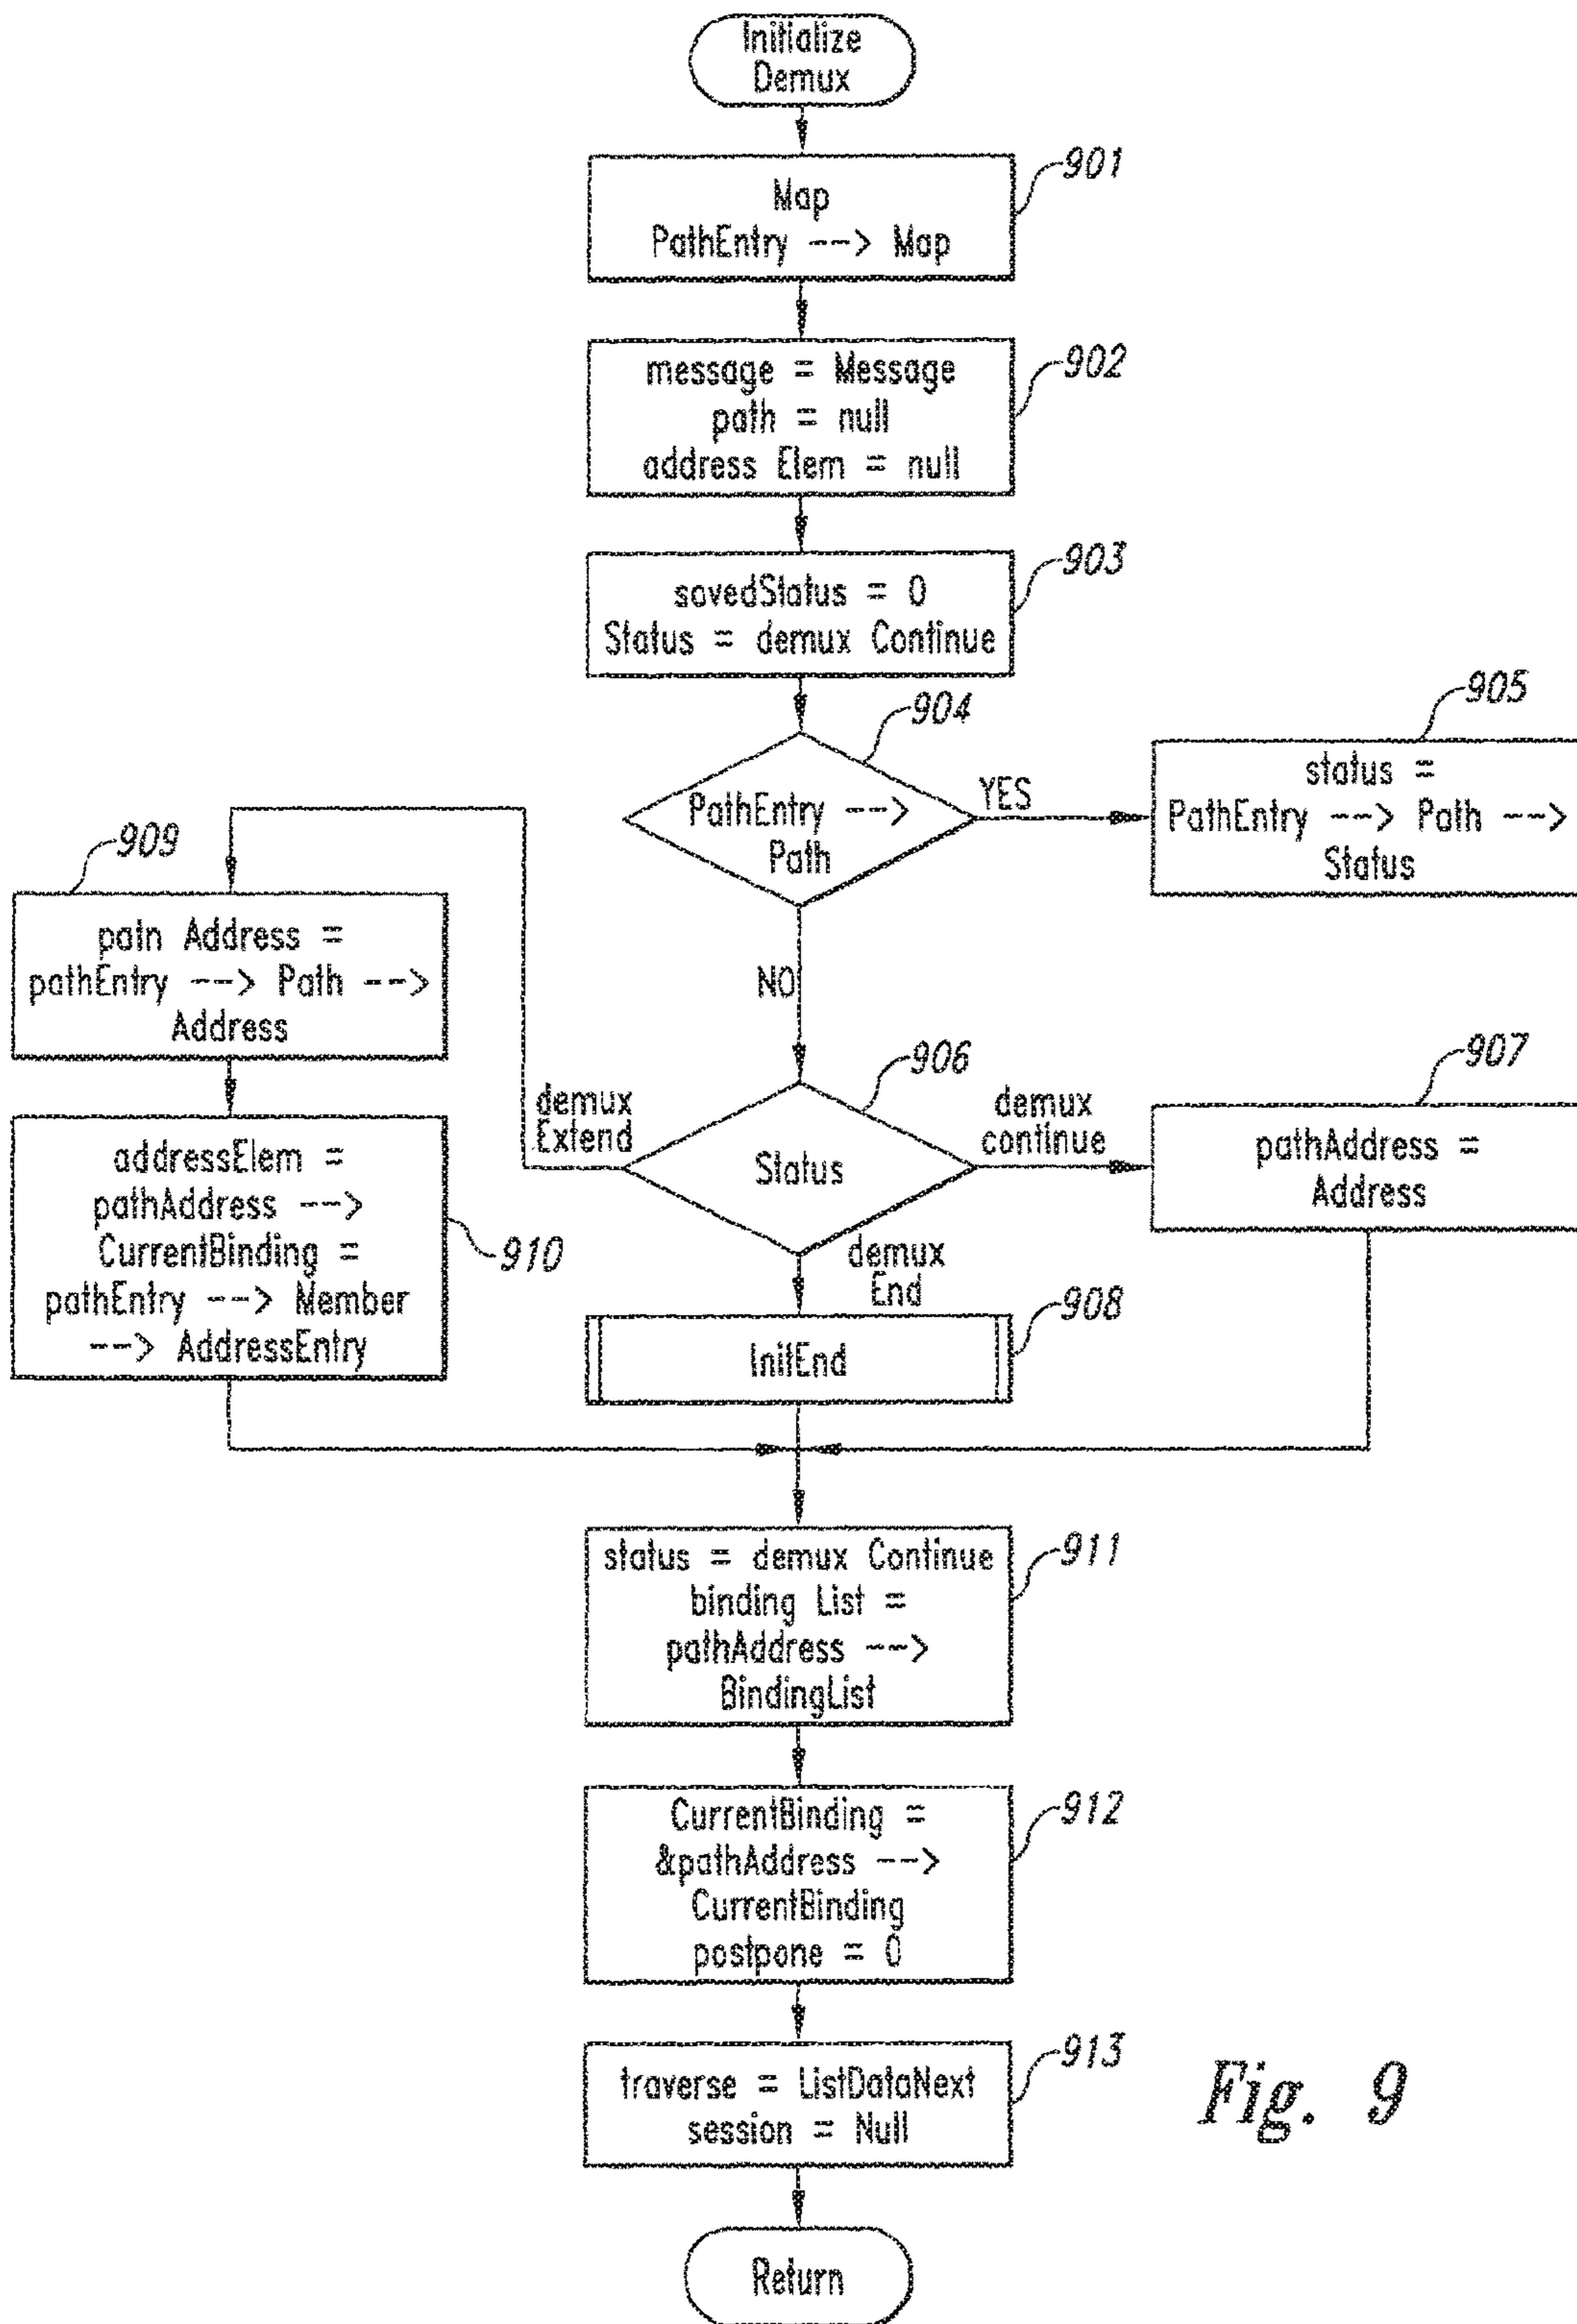 Initialize
Demux
901
Map
PathEntry --> Map
902
message = Message
path = null
address Elem = null
903
savedStatus = 0
Status = demux Continue
904
PathEntry -->
Path
YES
905
status =
PathEntry --> Path -->
Status
NO
909
pain Address =
pathEntry --> Path -->
Address
906
Status
demux
Extend
demux
continue
907
pathAddress =
Address
demux
End
910
addressElem =
pathAddress -->
CurrentBinding =
pathEntry --> Member
--> AddressEntry
908
InitEnd
911
status = demux Continue
binding List =
pathAddress -->
BindingList
912
CurrentBinding =
&pathAddress -->
CurrentBinding
postpone = 0
913
traverse = ListDataNext
session = Null
Fig. 9
Return